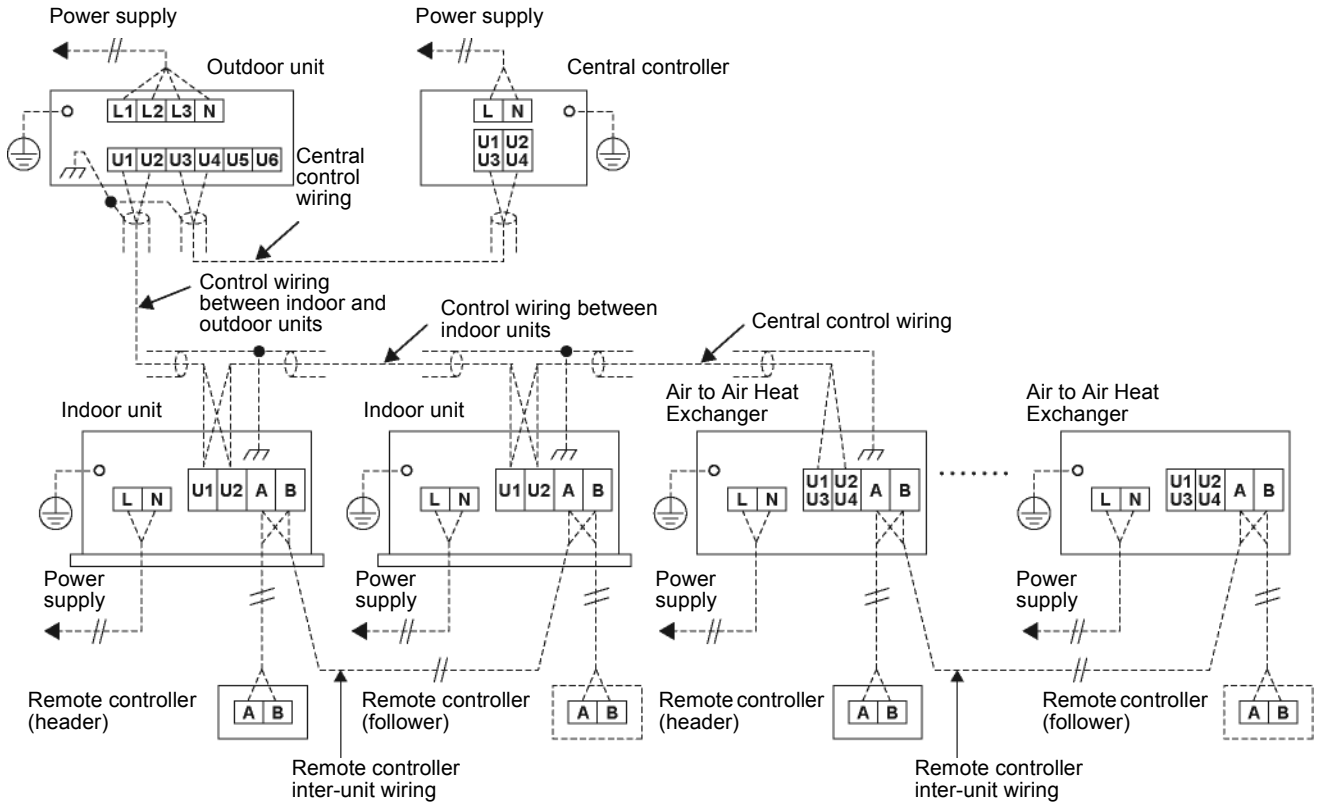 Power supply
Power supply
Outdoor unit
Central controller
L1 L2 L3 N
L N
U1 U2
U3 U4
U1 U2 U3 U4 U5 U6
Central
control
wiring
Control wiring
between indoor and
outdoor units
Control wiring between
indoor units
Central control wiring
Indoor unit
Indoor unit
Air to Air Heat
Exchanger
Air to Air Heat
Exchanger
L N
U1 U2 A B
L N
U1 U2 A B
L N
U1 U2
U3 U4
A B
L N
U1 U2
U3 U4
A B
Power
supply
Power
supply
Power
supply
Power
supply
Remote controller
(header)
A B
Remote controller
(follower)
A B
Remote controller
(header)
A B
Remote controller
(follower)
A B
Remote controller
inter-unit wiring
Remote controller
inter-unit wiring